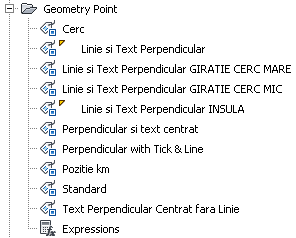 Geometry Point
Cerc
Linie si Text Perpendicular
Linie si Text Perpendicular GIRATIE CERC MARE
Linie si Text Perpendicular GIRATIE CERC MIC
Linie si Text Perpendicular INSULA
Perpendicular si text centrat
Perpendicular with Tick & Line
Pozitie km
Standard
Text Perpendicular Centrat fara Linie
Expressions